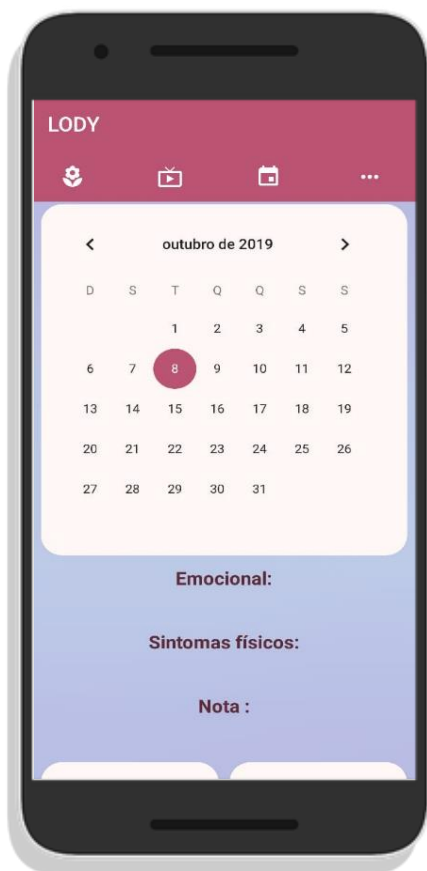 LODY
outubro de 2019
D S T Q Q S S
1 2 3 4 5
6 7 8 9 10 11 12
13 14 15 16 17 18 19
20 21 22 23 24 25 26
27 28 29 30 31
Emocional:
Sintomas físicos:
Nota :